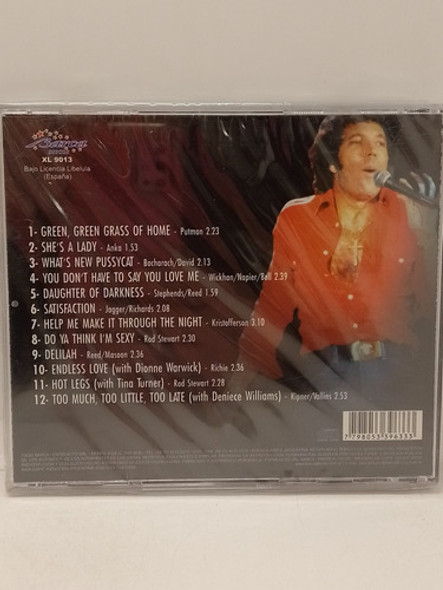 Barca
XL 9013
Bajo Licencia Libelula
(España)
1- GREEN, GREEN GRASS OF HOME - Putman 2.23
2- SHE'S A LADY - Anka 1.53
3- WHAT'S NEW PUSSYCAT - Bacharach/David 2.13
4- YOU DON'T HAVE TO SAY YOU LOVE ME - Wickhan/Napier/Bell 2.39
5- DAUGHTER OF DARKNESS - Stephends/Reed 1.59
6- SATISFACTION - Jagger/Richards 2.08
7- HELP ME MAKE IT THROUGH THE NIGHT - Kristofferson 3.10
8- DO YA THINK I'M SEXY - Rod Stewart 2.30
9- DELILAH - Reed/Masoon 2.36
10- ENDLESS LOVE (with Dionne Warwick) - Richie 2.36
11- HOT LEGS (with Tina Turner) - Rod Stewart 2.28
12- TOO MUCH, TOO LITTLE, TOO LATE (with Deniece Williams) - Kipner/Vallins 2.53
7 798053 596333